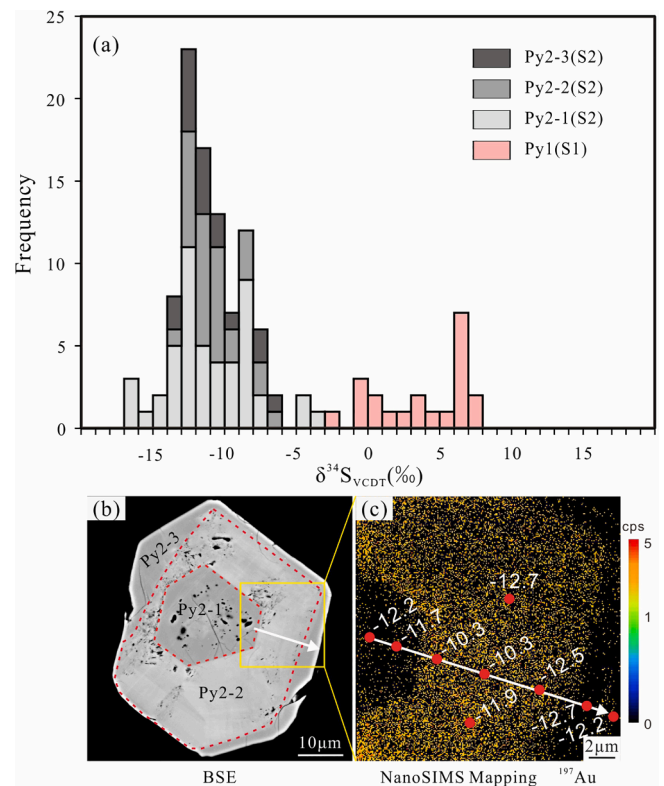 25
20
15
10
5
0
Frequency
(a)
Py2-3(S2)
Py2-2(S2)
Py2-1(S2)
Py1(S1)
-15 -10 -5 0 5 10 15
δ³⁴S_VCDT(‰)
(b)
Py2-3
Py2-1
Py2-2
10μm
BSE
(c)
cps
5
1
0
-12.7
-12.2
-11.7
-10.3
-10.3
-12.5
-11.9
-12.7
-12.2
2μm
NanoSIMS Mapping ¹⁹⁷Au